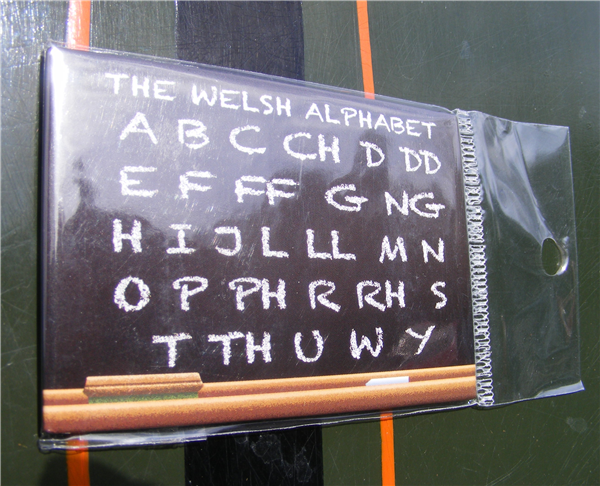 THE WELSH ALPHABET
A B C CH D DD
E F FF G NG
H I J L LL M N
O P PH R RH S
T TH U W Y